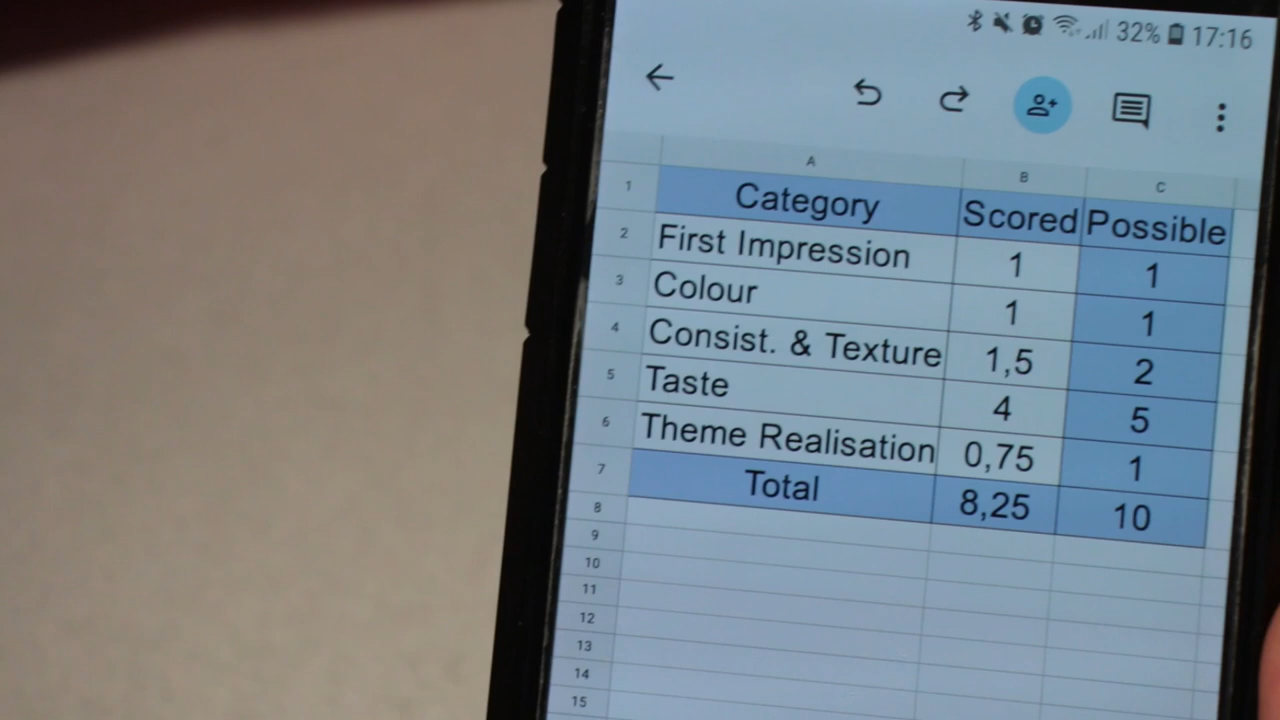 32% 17:16
A B C
1 Category Scored Possible
2 First Impression 1 1
3 Colour 1 1
4 Consist. & Texture 1,5 2
5 Taste 4 5
6 Theme Realisation 0,75 1
7 Total 8,25 10
8
9
10
11
12
13
14
15